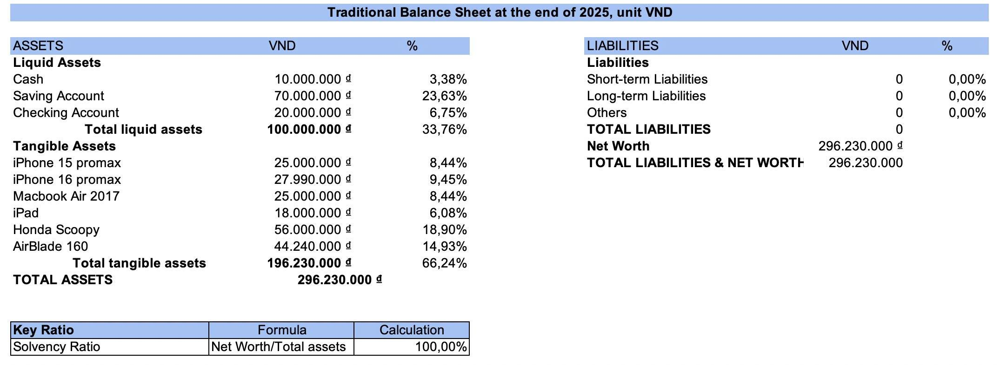 Traditional Balance Sheet at the end of 2025, unit VND
ASSETS VND %
Liquid Assets
Cash 10.000.000 ₫ 3,38%
Saving Account 70.000.000 ₫ 23,63%
Checking Account 20.000.000 ₫ 6,75%
Total liquid assets 100.000.000 ₫ 33,76%
Tangible Assets
iPhone 15 promax 25.000.000 ₫ 8,44%
iPhone 16 promax 27.990.000 ₫ 9,45%
Macbook Air 2017 25.000.000 ₫ 8,44%
iPad 18.000.000 ₫ 6,08%
Honda Scoopy 56.000.000 ₫ 18,90%
AirBlade 160 44.240.000 ₫ 14,93%
Total tangible assets 196.230.000 ₫ 66,24%
TOTAL ASSETS 296.230.000 ₫
LIABILITIES VND %
Liabilities
Short-term Liabilities 0 0,00%
Long-term Liabilities 0 0,00%
Others 0 0,00%
TOTAL LIABILITIES 0
Net Worth 296.230.000 ₫
TOTAL LIABILITIES & NET WORTH 296.230.000
Key Ratio Formula Calculation
Solvency Ratio Net Worth/Total assets 100,00%